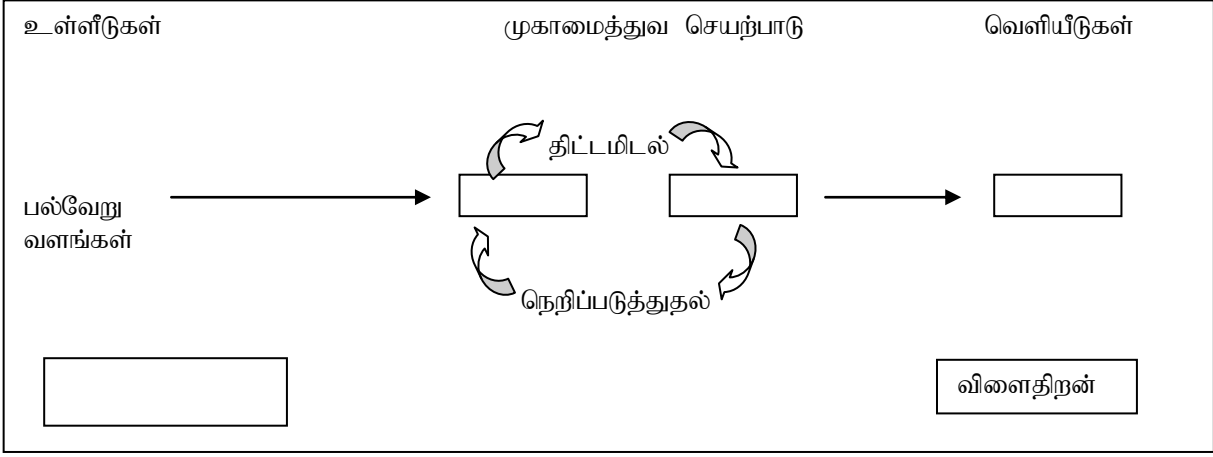 உள்ளீடுகள் முகாமைத்துவ செயற்பாடு வெளியீடுகள்
திட்டமிடல்
பல்வேறு
வளங்கள்
நெறிப்படுத்துதல்
விளைதிறன்